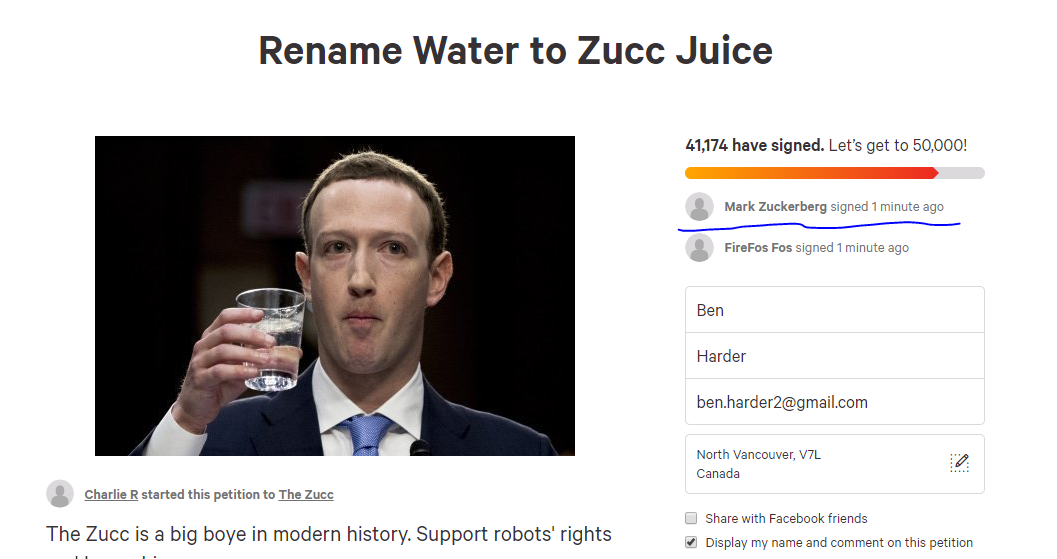 Rename Water to Zucc Juice
41,174 have signed. Let's get to 50,000!
Mark Zuckerberg signed 1 minute ago
FireFos Fos signed 1 minute ago
Ben
Harder
ben.harder2@gmail.com
North Vancouver, V7L
Canada
Share with Facebook friends
Display my name and comment on this petition
Charlie R started this petition to The Zucc
The Zucc is a big boye in modern history. Support robots' rights